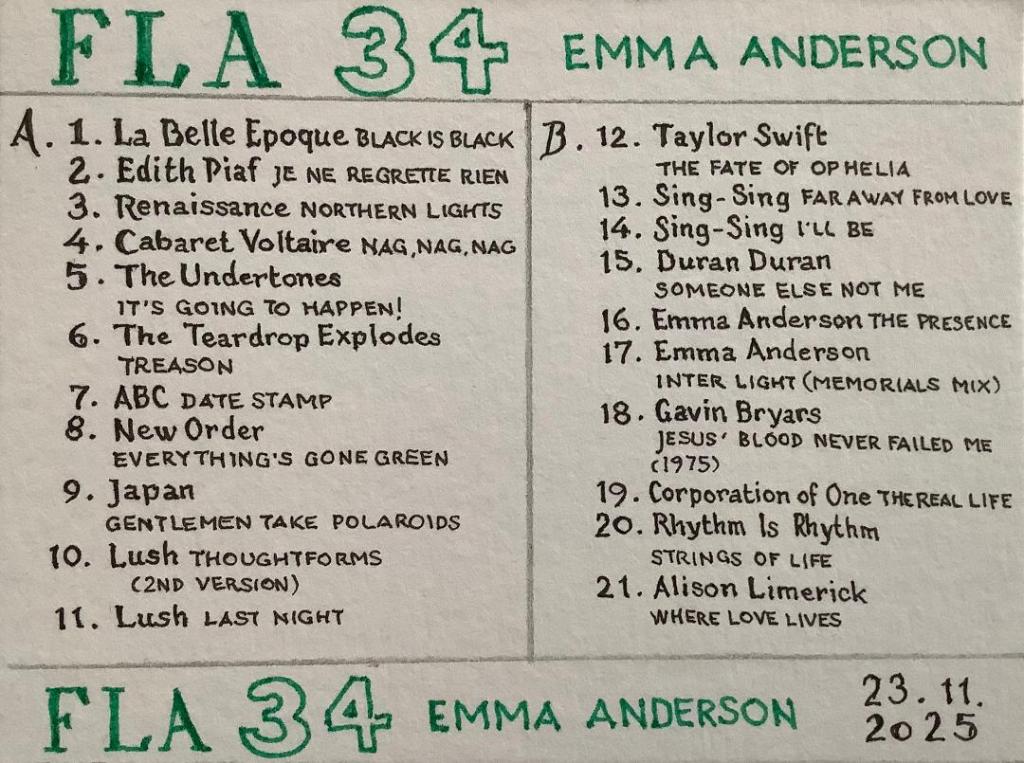 FLA 34 EMMA ANDERSON
A. 1. La Belle Epoque BLACK IS BLACK
2. Edith Piaf JE NE REGRETTE RIEN
3. Renaissance NORTHERN LIGHTS
4. Cabaret Voltaire NAG, NAG, NAG
5. The Undertones
IT'S GOING TO HAPPEN!
6. The Teardrop Explodes
TREASON
7. ABC DATE STAMP
8. New Order
EVERYTHING'S GONE GREEN
9. Japan
GENTLEMEN TAKE POLAROIDS
10. Lush THOUGHTFORMS
(2ND VERSION)
11. Lush LAST NIGHT
B. 12. Taylor Swift
THE FATE OF OPHELIA
13. Sing-Sing FAR AWAY FROM LOVE
14. Sing-Sing I'LL BE
15. Duran Duran
SOMEONE ELSE NOT ME
16. Emma Anderson THE PRESENCE
17. Emma Anderson
INTER LIGHT (MEMORIALS MIX)
18. Gavin Bryars
JESUS' BLOOD NEVER FAILED ME
(1975)
19. Corporation of One THE REAL LIFE
20. Rhythm Is Rhythm
STRINGS OF LIFE
21. Alison Limerick
WHERE LOVE LIVES
FLA 34 EMMA ANDERSON
23.11.
2025